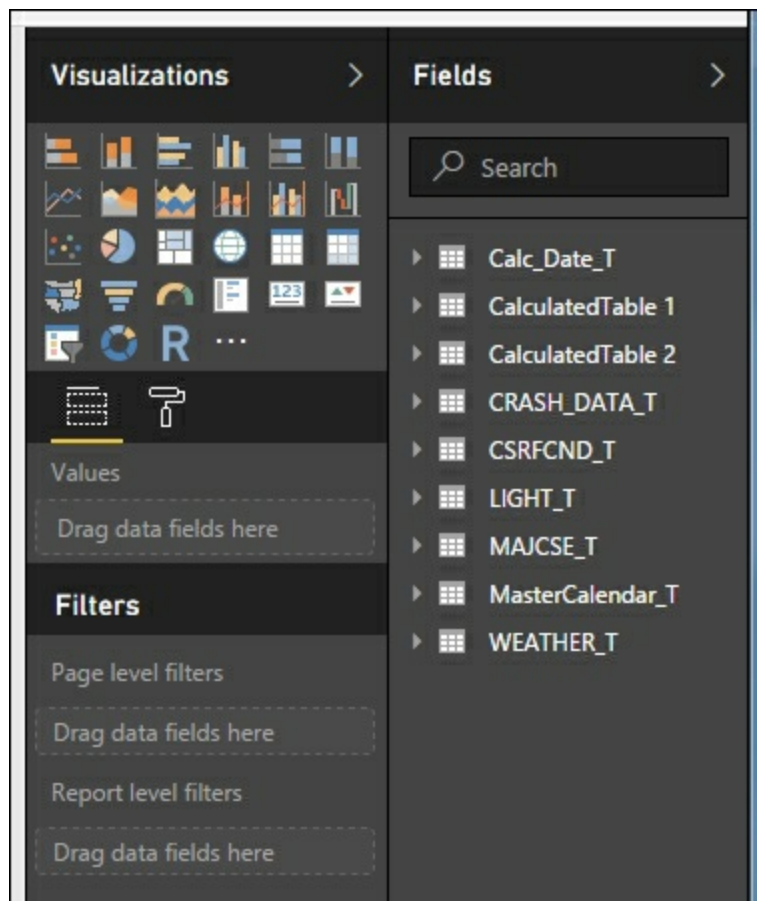 Visualizations
123
R
...
Values
Drag data fields here
Filters
Page level filters
Drag data fields here
Report level filters
Drag data fields here
Fields
Search
Calc_Date_T
CalculatedTable 1
CalculatedTable 2
CRASH_DATA_T
CSRFCND_T
LIGHT_T
MAJCSE_T
MasterCalendar_T
WEATHER_T